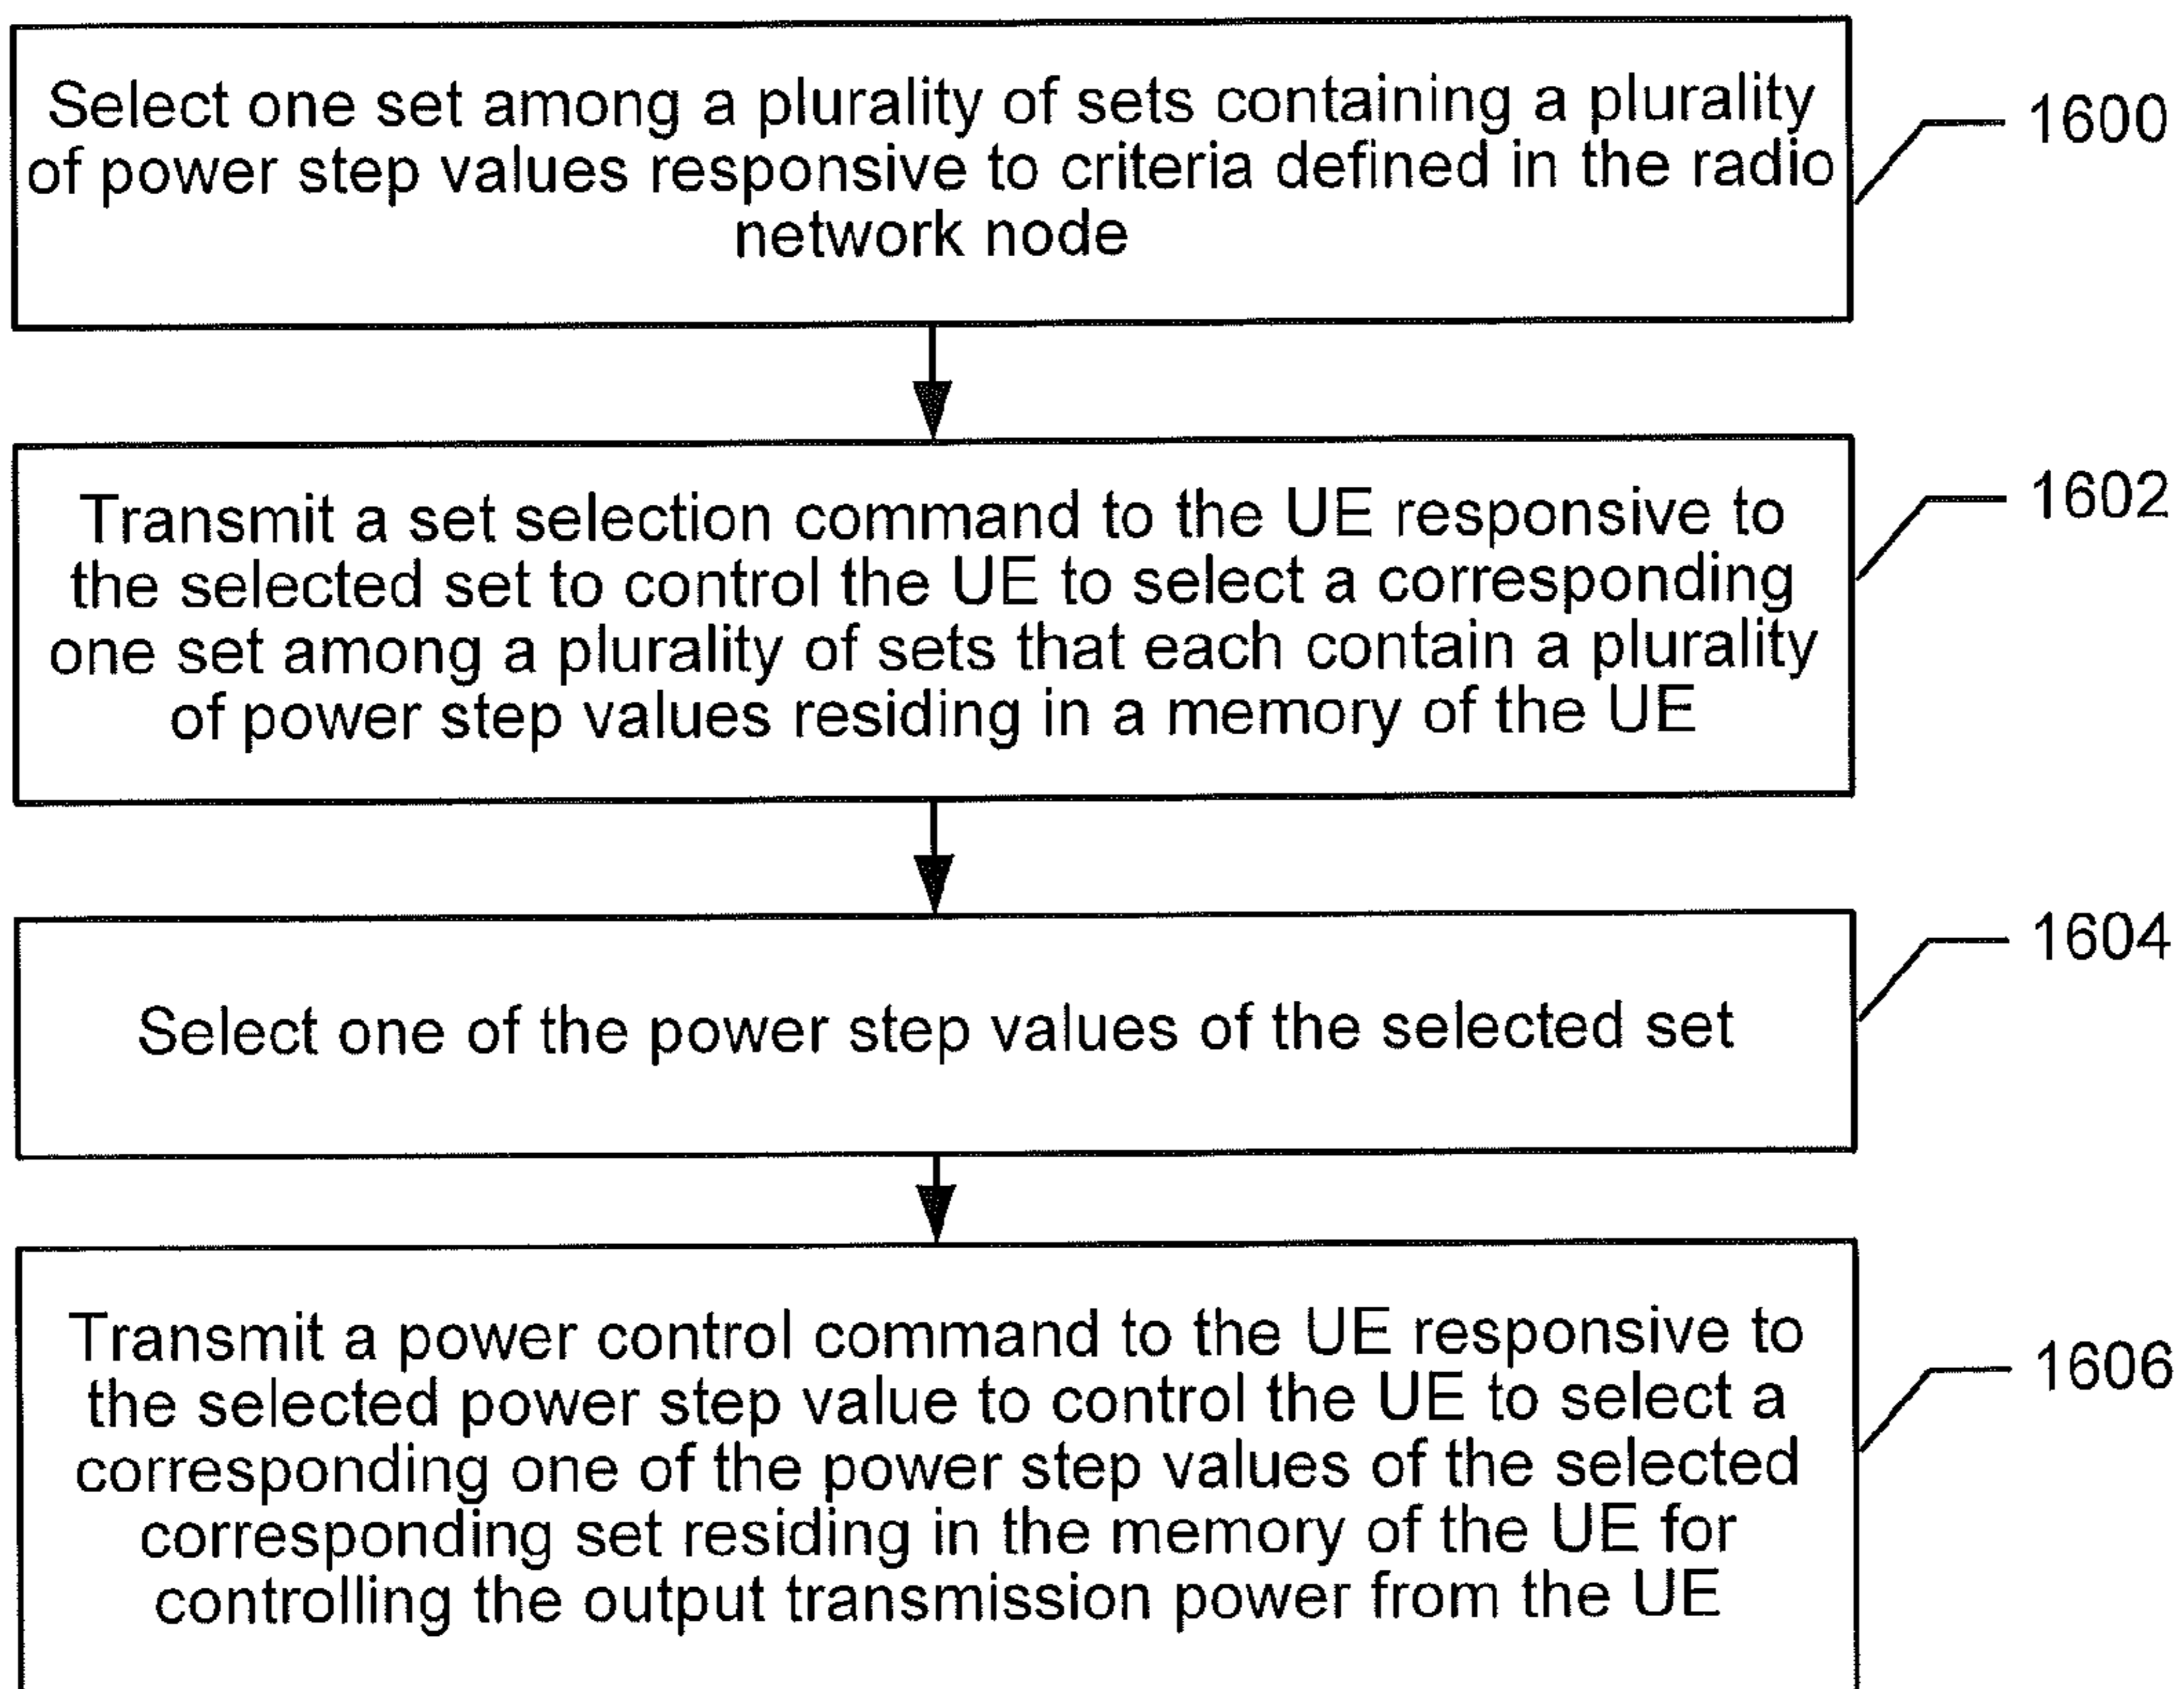 Select one set among a plurality of sets containing a plurality
of power step values responsive to criteria defined in the radio
network node
1600
Transmit a set selection command to the UE responsive to
the selected set to control the UE to select a corresponding
one set among a plurality of sets that each contain a plurality
of power step values residing in a memory of the UE
1602
Select one of the power step values of the selected set
1604
Transmit a power control command to the UE responsive to
the selected power step value to control the UE to select a
corresponding one of the power step values of the selected
corresponding set residing in the memory of the UE for
controlling the output transmission power from the UE
1606